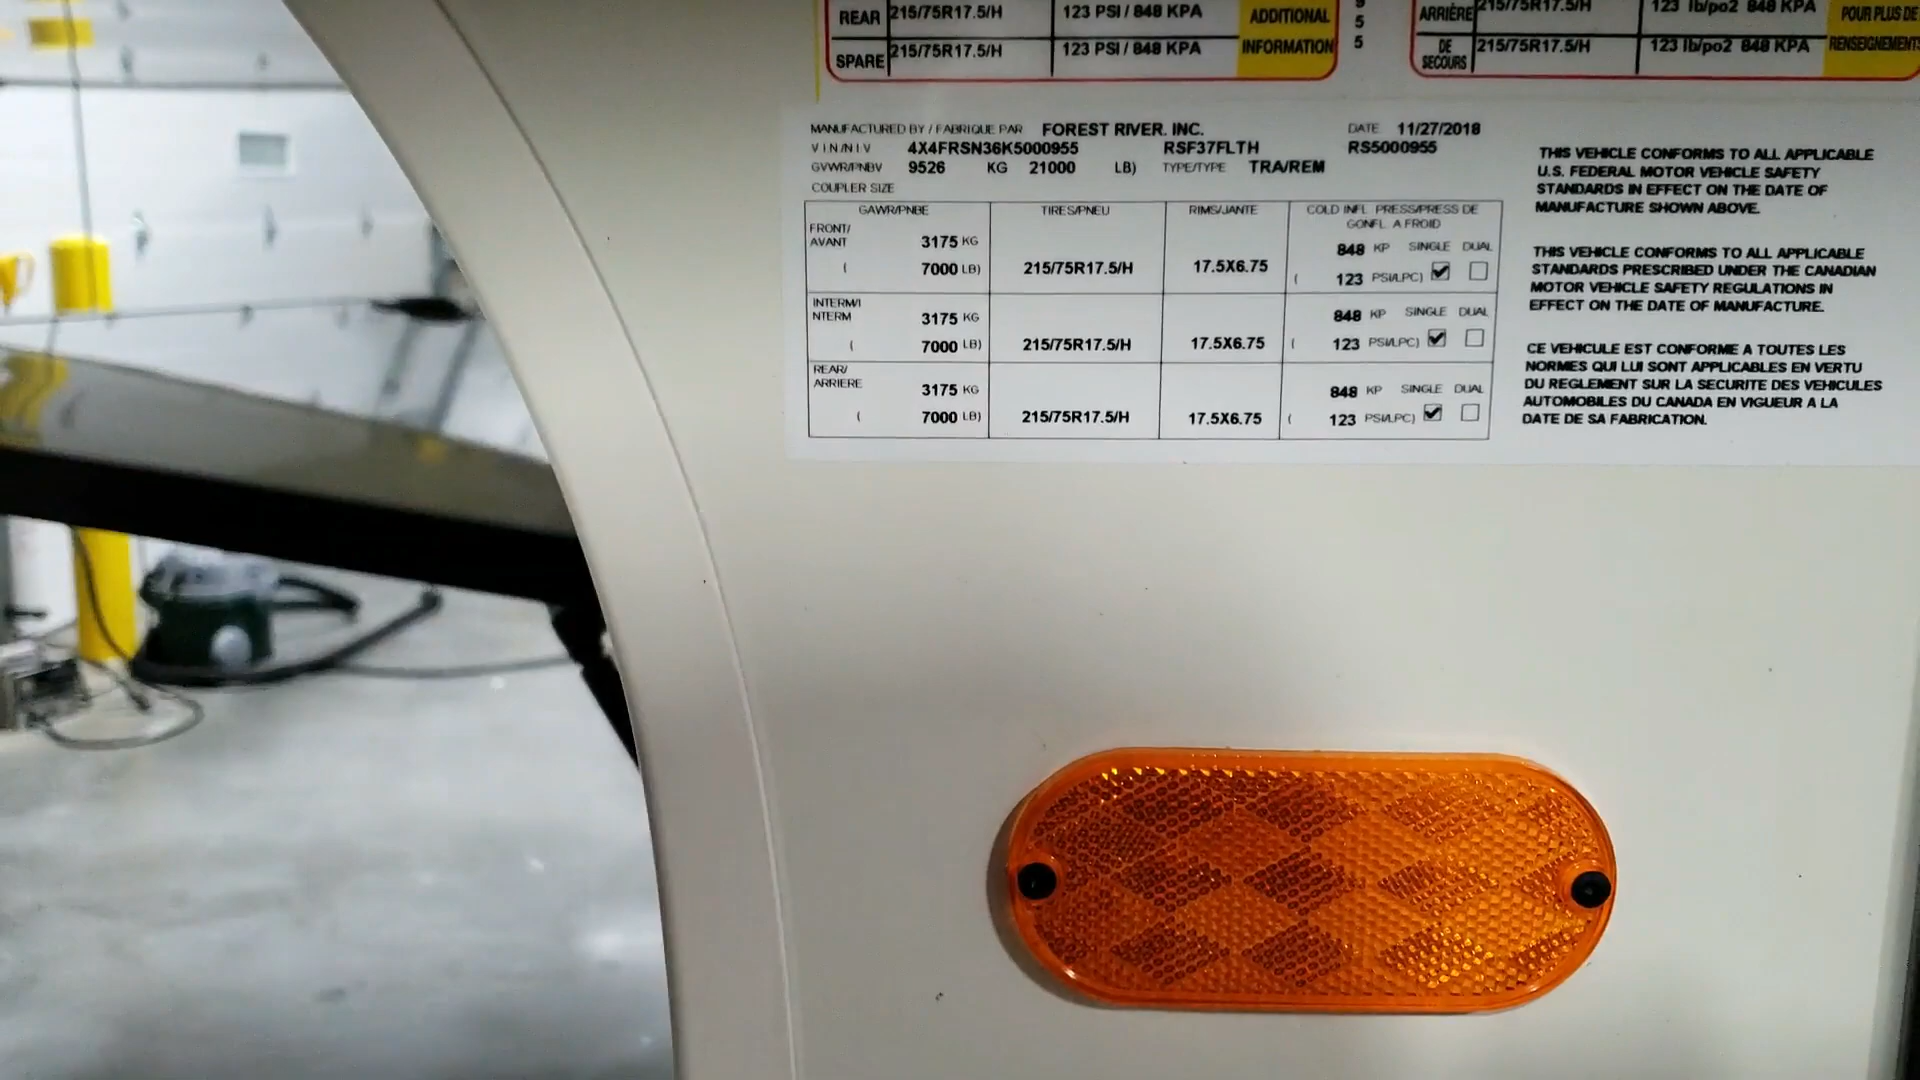 REAR 215/75R17.5/H 123 PSI / 848 KPA ADDITIONAL
SPARE 215/75R17.5/H 123 PSI / 848 KPA INFORMATION
5
5
ARRIÈRE 215/75R17.5/H 123 lb/po2 848 KPA POUR PLUS DE
DE SECOURS 215/75R17.5/H 123 lb/po2 848 KPA RENSEIGNEMENTS
MANUFACTURED BY / FABRIQUE PAR FOREST RIVER. INC. DATE 11/27/2018
V I N/N I V 4X4FRSN36K5000955 RSF37FLTH RS5000955
GVWR/PNBV 9526 KG 21000 LB) TYPE/TYPE TRA/REM
COUPLER SIZE
GAWR/PNBE TIRES/PNEU RIMS/JANTE COLD INFL. PRESS/PRESS DE
GONFL. A FROID
FRONT/
AVANT 3175 KG 848 KP SINGLE DUAL
( 7000 LB) 215/75R17.5/H 17.5X6.75 ( 123 PSI/LPC)
INTERM/I
NTERM 3175 KG 848 KP SINGLE DUAL
( 7000 LB) 215/75R17.5/H 17.5X6.75 ( 123 PSI/LPC)
REAR/
ARRIERE 3175 KG 848 KP SINGLE DUAL
( 7000 LB) 215/75R17.5/H 17.5X6.75 ( 123 PSI/LPC)
THIS VEHICLE CONFORMS TO ALL APPLICABLE
U.S. FEDERAL MOTOR VEHICLE SAFETY
STANDARDS IN EFFECT ON THE DATE OF
MANUFACTURE SHOWN ABOVE.
THIS VEHICLE CONFORMS TO ALL APPLICABLE
STANDARDS PRESCRIBED UNDER THE CANADIAN
MOTOR VEHICLE SAFETY REGULATIONS IN
EFFECT ON THE DATE OF MANUFACTURE.
CE VEHICULE EST CONFORME A TOUTES LES
NORMES QUI LUI SONT APPLICABLES EN VERTU
DU REGLEMENT SUR LA SECURITE DES VEHICULES
AUTOMOBILES DU CANADA EN VIGUEUR A LA
DATE DE SA FABRICATION.